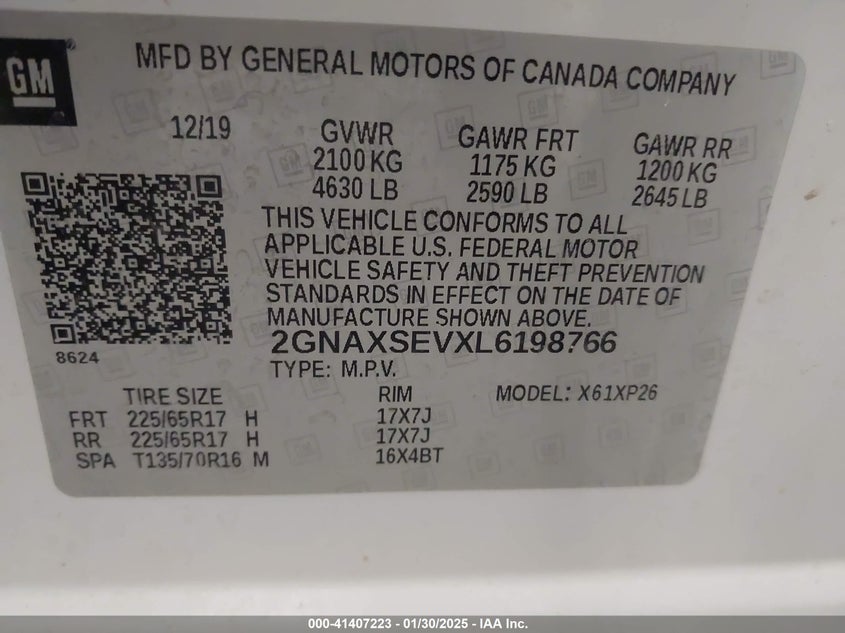 GM
MFD BY GENERAL MOTORS OF CANADA COMPANY
12/19 GVWR GAWR FRT GAWR RR
2100 KG 1175 KG 1200 KG
4630 LB 2590 LB 2645 LB
THIS VEHICLE CONFORMS TO ALL
APPLICABLE U.S. FEDERAL MOTOR
VEHICLE SAFETY AND THEFT PREVENTION
STANDARDS IN EFFECT ON THE DATE OF
MANUFACTURE SHOWN ABOVE.
2GNAXSEVXL6198766
8624
TYPE: M.P.V.
TIRE SIZE RIM MODEL: X61XP26
FRT 225/65R17 H 17X7J
RR 225/65R17 H 17X7J
SPA T135/70R16 M 16X4BT
000-41407223 - 01/30/2025 - IAA Inc.